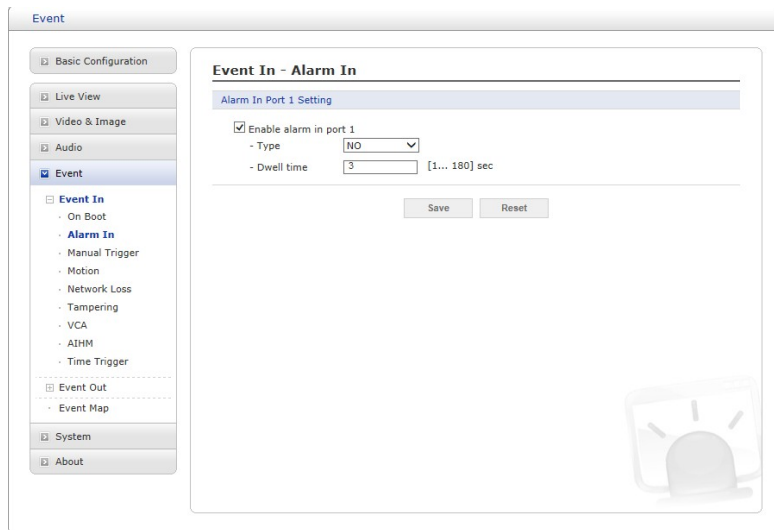 Event
Basic Configuration
Live View
Video & Image
Audio
Event
Event In
On Boot
Alarm In
Manual Trigger
Motion
Network Loss
Tampering
VCA
AIHM
Time Trigger
Event Out
Event Map
System
About
Event In - Alarm In
Alarm In Port 1 Setting
Enable alarm in port 1
- Type NO
- Dwell time 3 [1... 180] sec
Save Reset